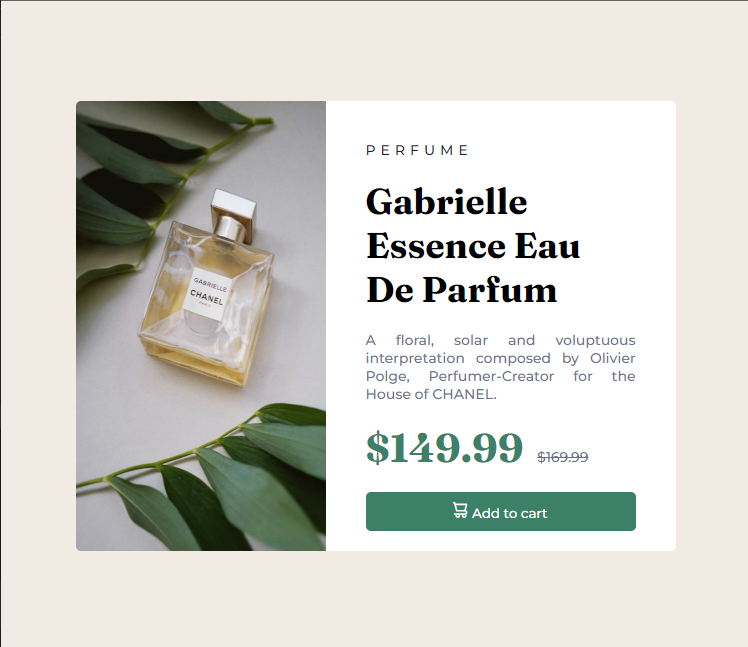 GABRIELLE
CHANEL
PARIS
PERFUME
Gabrielle
Essence Eau
De Parfum
A floral, solar and voluptuous
interpretation composed by Olivier
Polge, Perfumer-Creator for the
House of CHANEL.
$149.99 $169.99
Add to cart